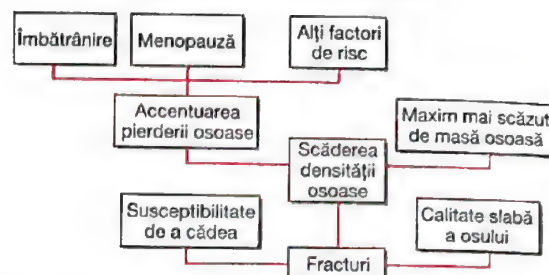 Îmbătrânire
Menopauză
Alți factori
de risc
Accentuarea
pierderii osoase
Maxim mai scăzut
de masă osoasă
Scăderea
densității
osoase
Susceptibilitate
de a cădea
Calitate slabă
a osului
Fracturi